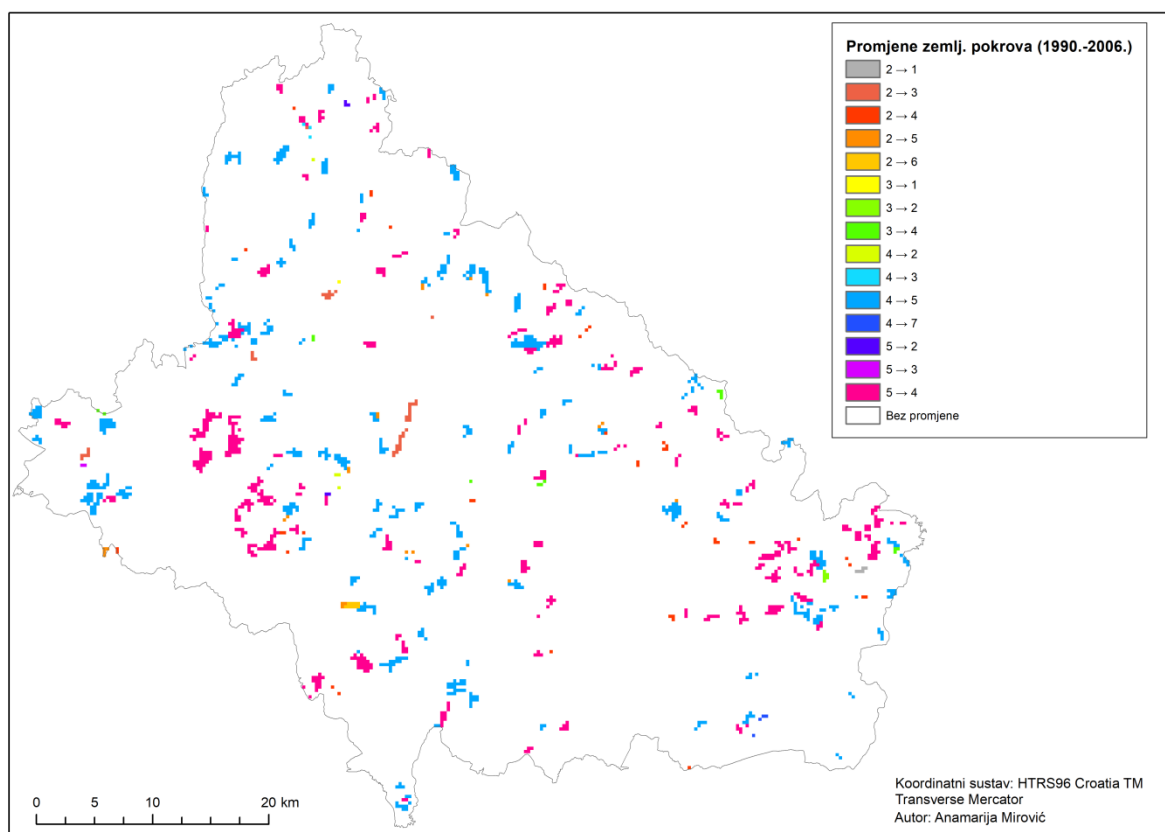 Promjene zemlj. pokrova (1990.-2006.)
2 → 1
2 → 3
2 → 4
2 → 5
2 → 6
3 → 1
3 → 2
3 → 4
4 → 2
4 → 3
4 → 5
4 → 7
5 → 2
5 → 3
5 → 4
Bez promjene
0 5 10 20 km
Koordinatni sustav: HTRS96 Croatia TM
Transverse Mercator
Autor: Anamarija Mirović